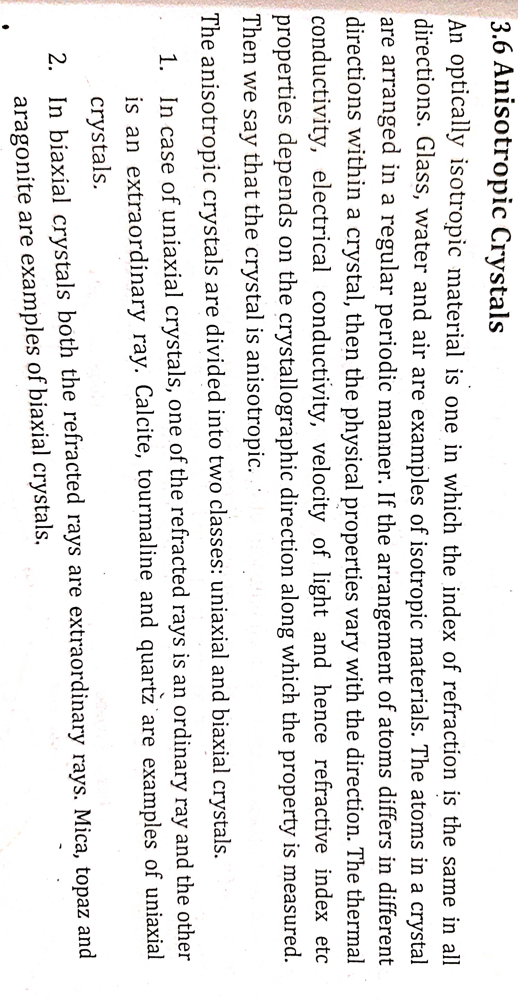 3.6 Anisotropic Crystals
An optically isotropic material is one in which the index of refraction is the same in all
directions. Glass, water and air are examples of isotropic materials. The atoms in a crystal
are arranged in a regular periodic manner. If the arrangement of atoms differs in different
directions within a crystal, then the physical properties vary with the direction. The thermal
conductivity, electrical conductivity, velocity of light and hence refractive index etc
properties depends on the crystallographic direction along which the property is measured.
Then we say that the crystal is anisotropic.
The anisotropic crystals are divided into two classes: uniaxial and biaxial crystals.
1. In case of uniaxial crystals, one of the refracted rays is an ordinary ray and the other
is an extraordinary ray. Calcite, tourmaline and quartz are examples of uniaxial
crystals.
2. In biaxial crystals both the refracted rays are extraordinary rays. Mica, topaz and
aragonite are examples of biaxial crystals.